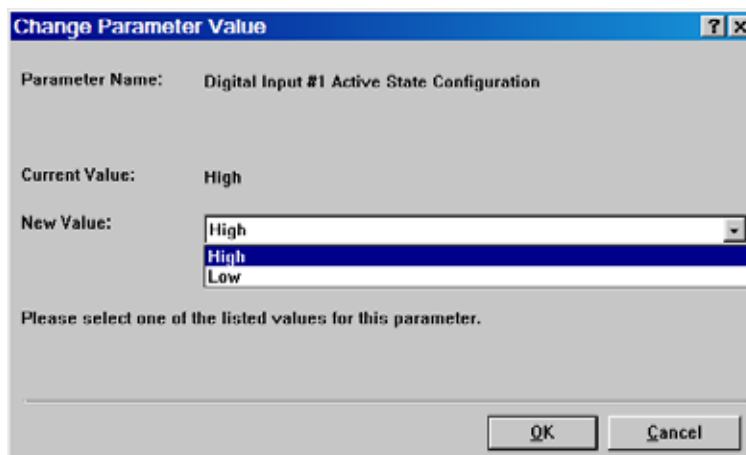 Change Parameter Value
Parameter Name: Digital Input #1 Active State Configuration
Current Value: High
New Value: High
High
Low
Please select one of the listed values for this parameter.
OK Cancel